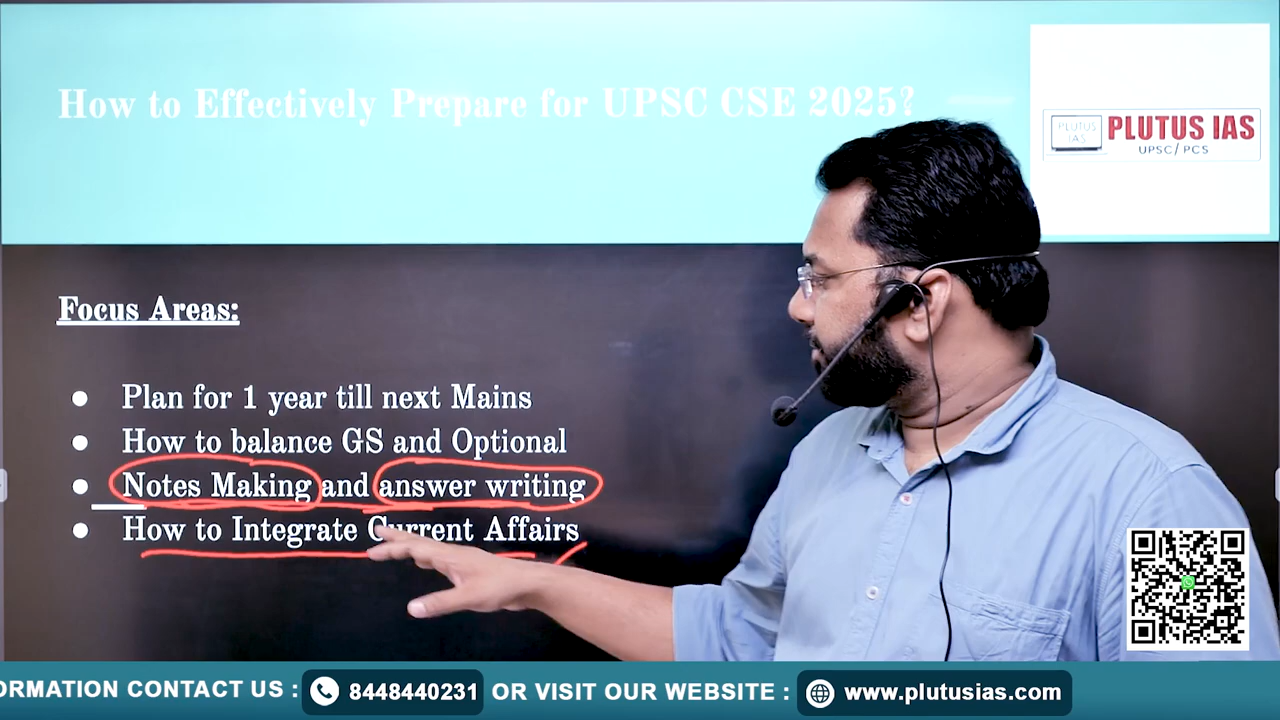 How to Effectively Prepare for UPSC CSE 2025?
PLUTUS IAS
PLUTUS IAS
UPSC/ PCS
Focus Areas:
Plan for 1 year till next Mains
How to balance GS and Optional
Notes Making and answer writing
How to Integrate Current Affairs
ORMATION CONTACT US : 8448440231 OR VISIT OUR WEBSITE : www.plutusias.com